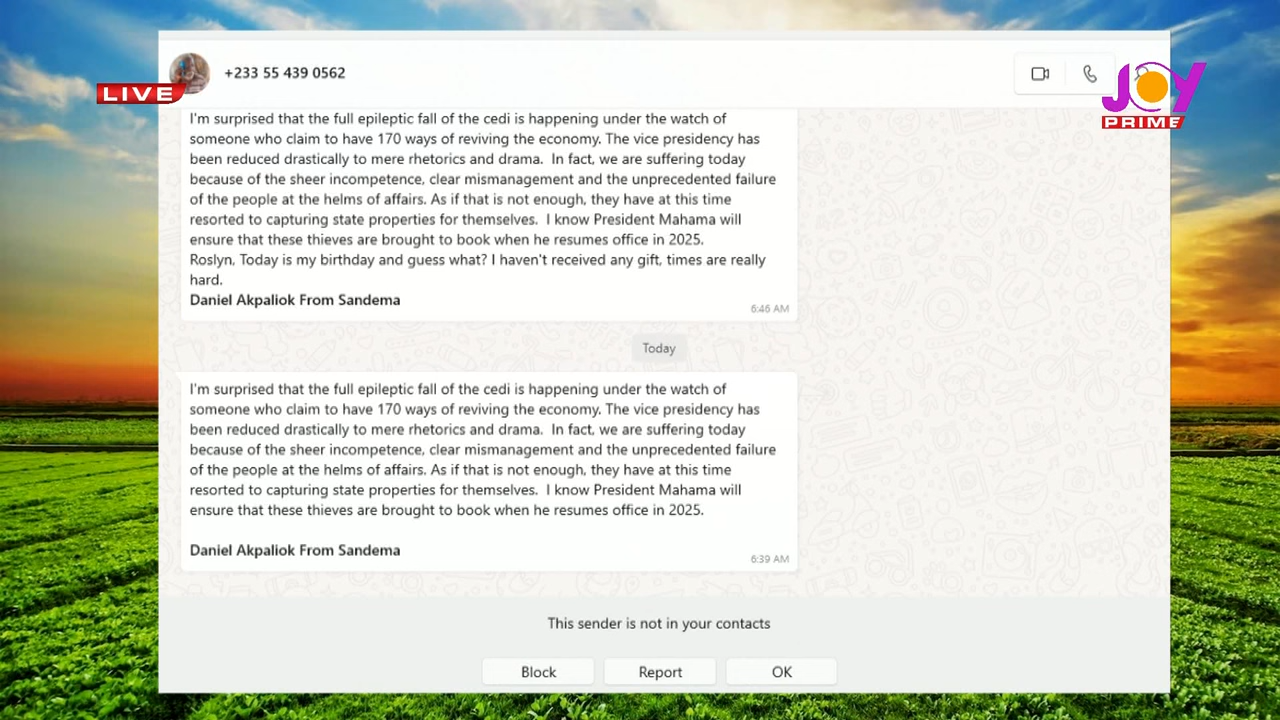 +233 55 439 0562
LIVE
JOY
PRIME
I'm surprised that the full epileptic fall of the cedi is happening under the watch of
someone who claim to have 170 ways of reviving the economy. The vice presidency has
been reduced drastically to mere rhetorics and drama.  In fact, we are suffering today
because of the sheer incompetence, clear mismanagement and the unprecedented failure
of the people at the helms of affairs. As if that is not enough, they have at this time
resorted to capturing state properties for themselves.  I know President Mahama will
ensure that these thieves are brought to book when he resumes office in 2025.
Roslyn, Today is my birthday and guess what? I haven't received any gift, times are really
hard.
Daniel Akpaliok From Sandema
6:46 AM
Today
I'm surprised that the full epileptic fall of the cedi is happening under the watch of
someone who claim to have 170 ways of reviving the economy. The vice presidency has
been reduced drastically to mere rhetorics and drama.  In fact, we are suffering today
because of the sheer incompetence, clear mismanagement and the unprecedented failure
of the people at the helms of affairs. As if that is not enough, they have at this time
resorted to capturing state properties for themselves.  I know President Mahama will
ensure that these thieves are brought to book when he resumes office in 2025.
Daniel Akpaliok From Sandema
6:39 AM
This sender is not in your contacts
Block
Report
OK